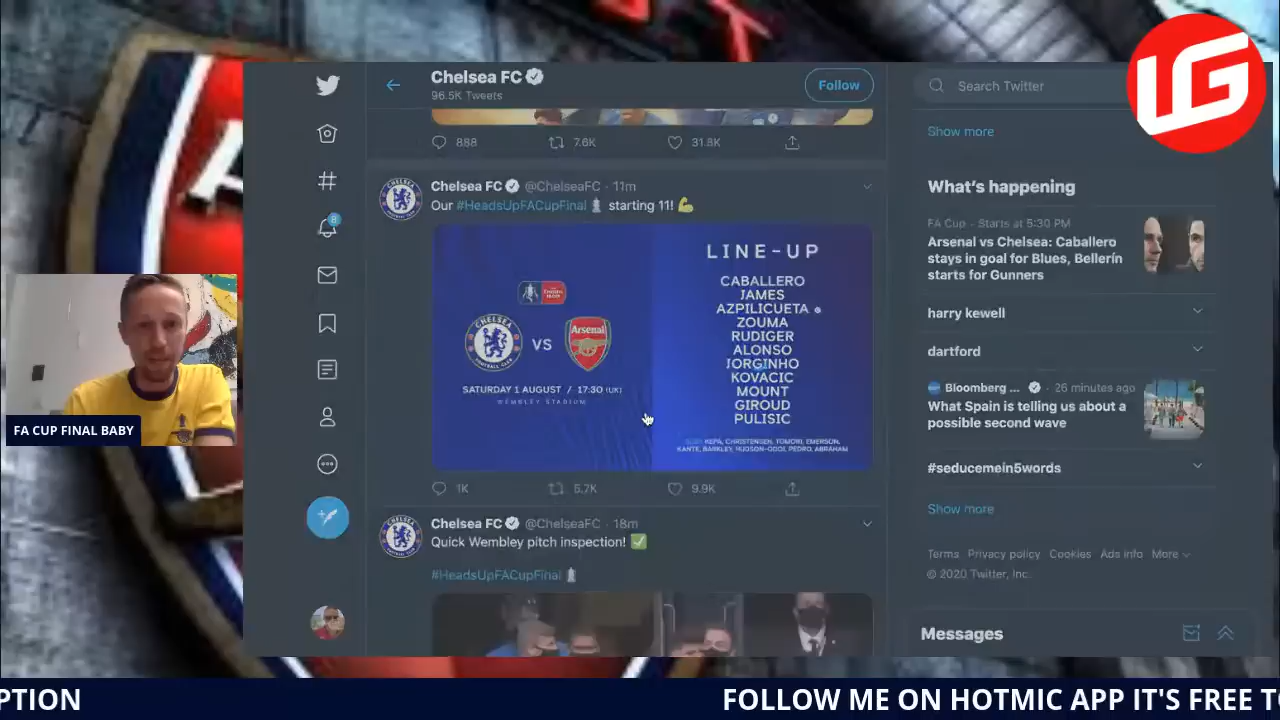 LG
Chelsea FC
96.5K Tweets
Follow
Search Twitter
888
7.6K
31.8K
Show more
What's happening
Chelsea FC @ChelseaFC · 11m
Our #HeadsUpFACupFinal starting 11! 💪
LINE-UP
CABALLERO
JAMES
AZPILICUETA
ZOUMA
RUDIGER
ALONSO
JORGINHO
KOVACIC
MOUNT
GIROUD
PULISIC
KEPA, CHRISTENSEN, TOMORI, EMERSON,
KANTE, BARKLEY, HUDSON-ODOI, PEDRO, ABRAHAM
VS
Arsenal
SATURDAY 1 AUGUST / 17:30 (UK)
WEMBLEY STADIUM
1K
5.7K
9.9K
FA Cup · Starts at 5:30 PM
Arsenal vs Chelsea: Caballero
stays in goal for Blues, Bellerín
starts for Gunners
harry kewell
dartford
Bloomberg ... · 26 minutes ago
What Spain is telling us about a
possible second wave
#seducemein5words
Show more
Chelsea FC @ChelseaFC · 18m
Quick Wembley pitch inspection! ✅
#HeadsUpFACupFinal
Terms Privacy policy Cookies Ads info More
© 2020 Twitter, Inc.
Messages
8
FA CUP FINAL BABY
PTION
FOLLOW ME ON HOTMIC APP IT'S FREE T